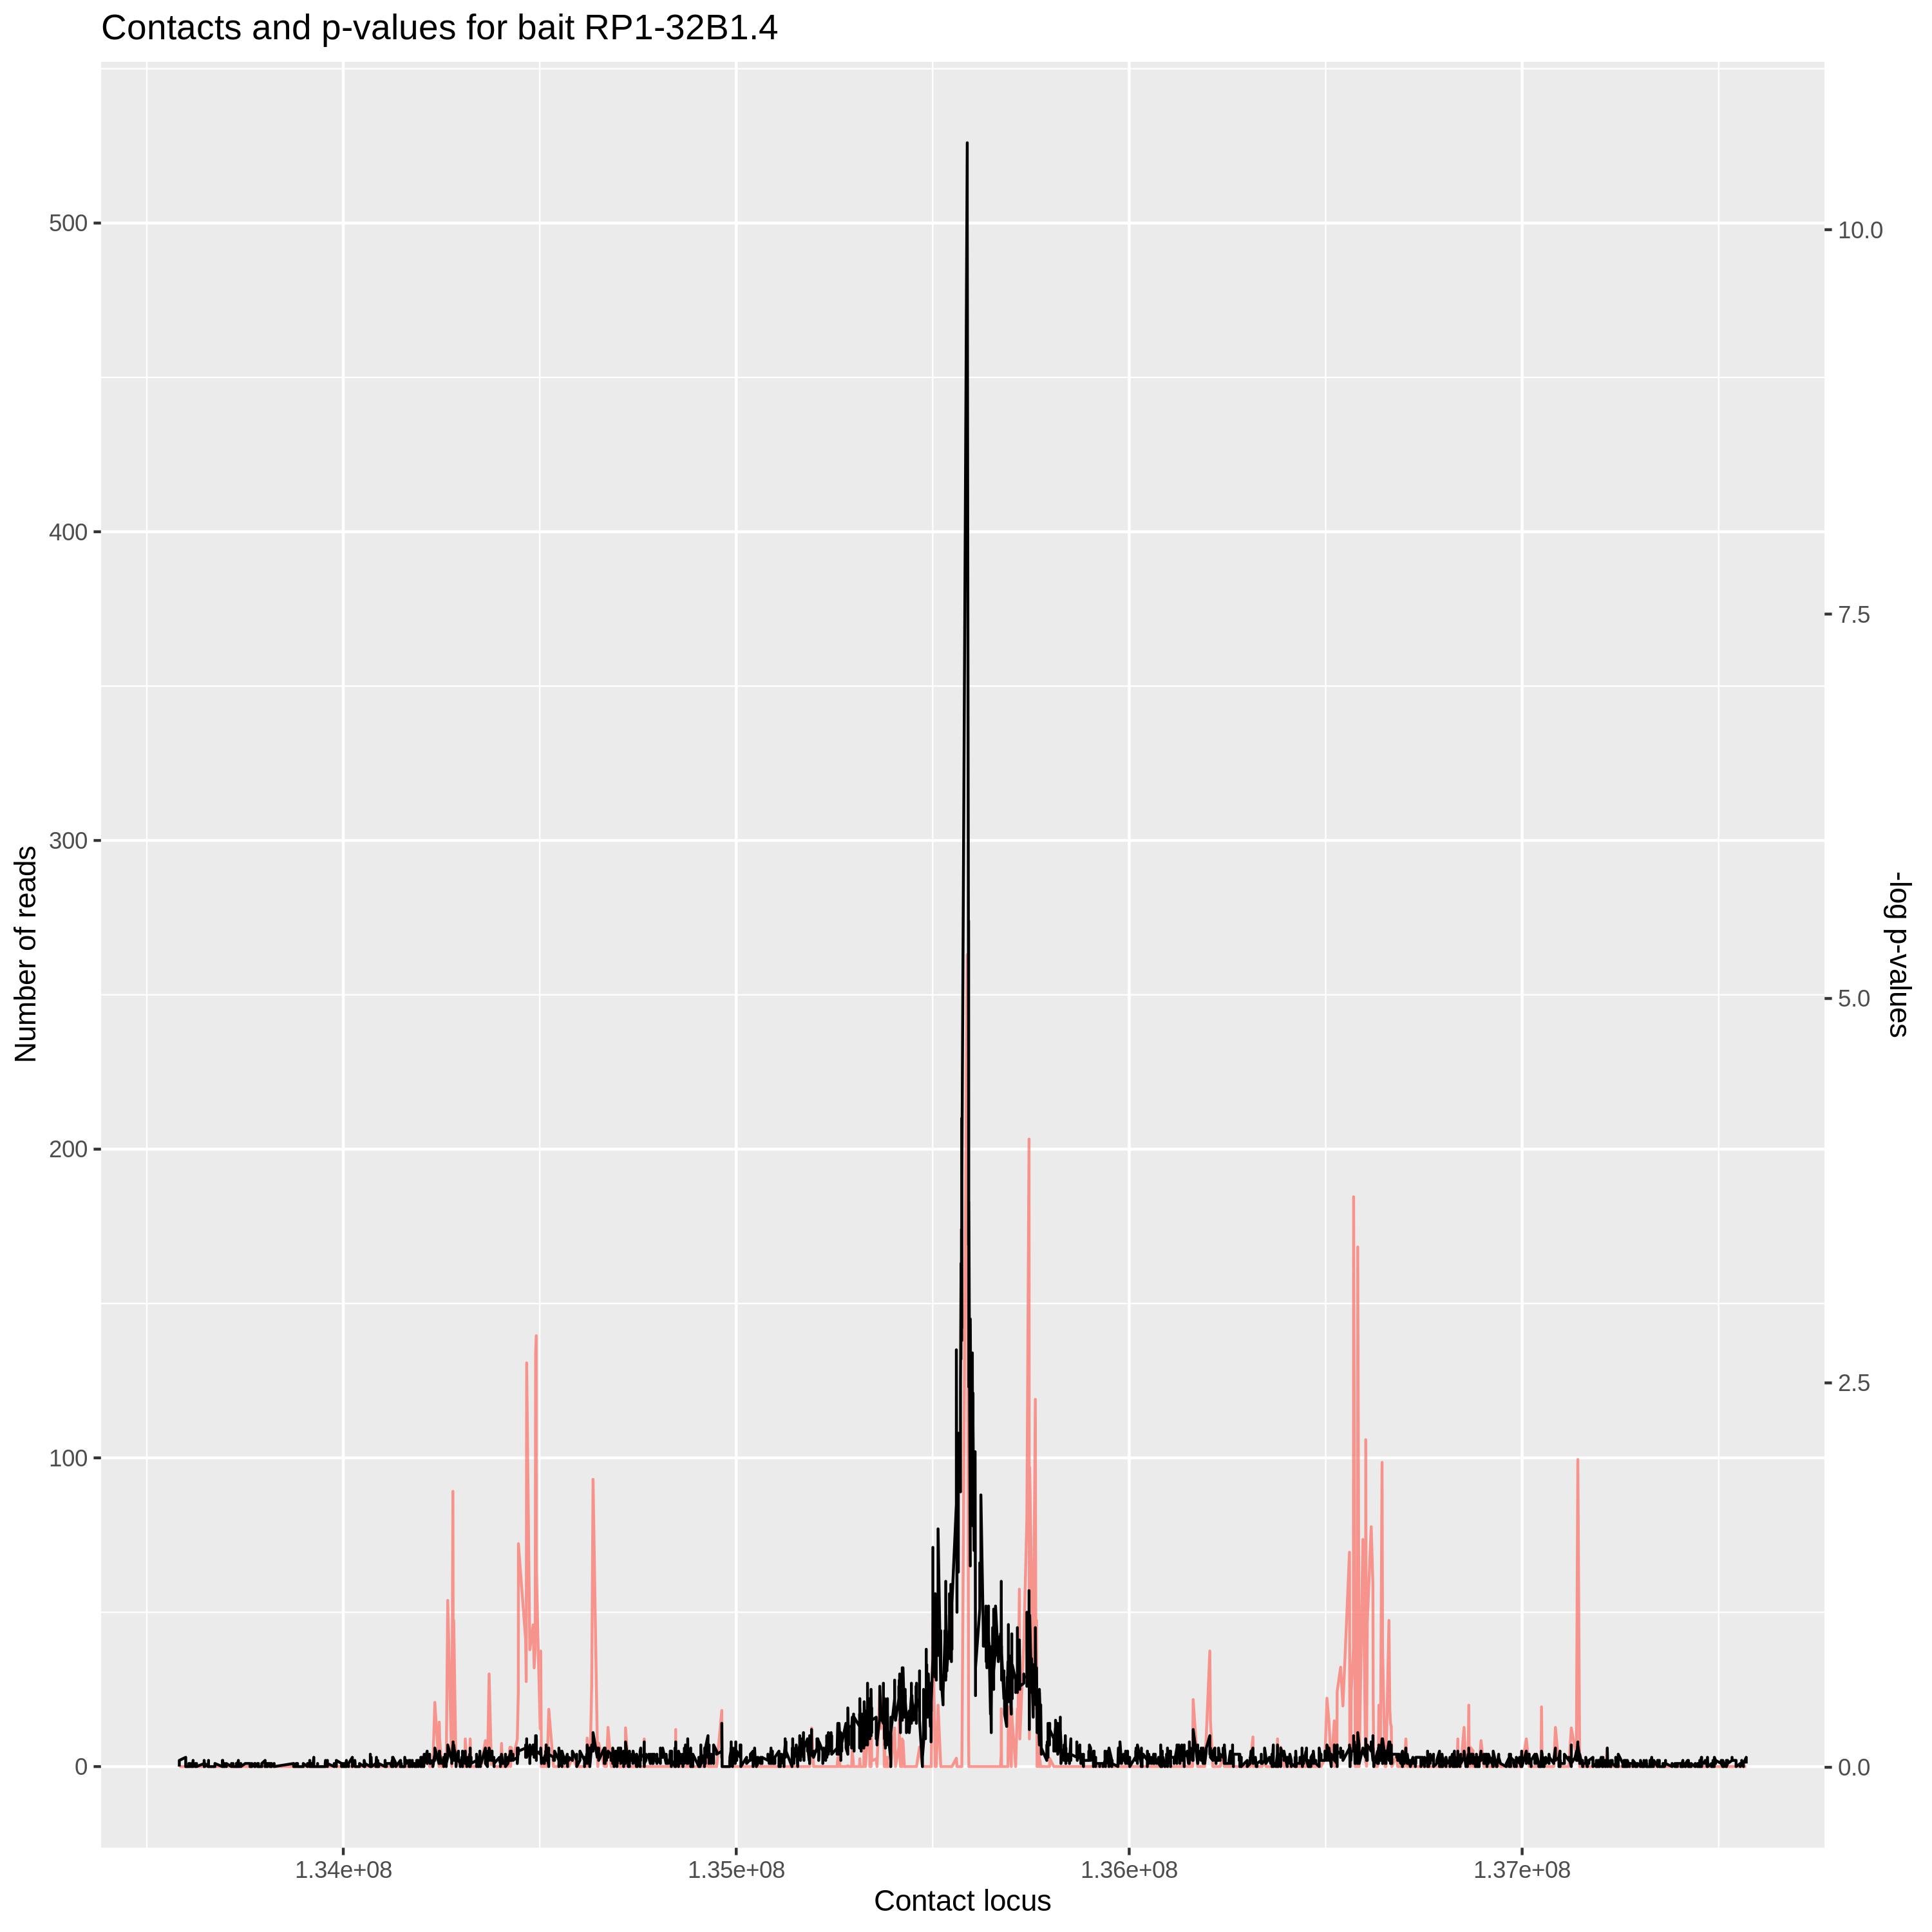 Contacts and p-values for bait RP1-32B1.4
500
400
300
200
100
0
Number of reads
10.0
7.5
5.0
2.5
0.0
-log p-values
1.34e+08
1.35e+08
1.36e+08
1.37e+08
Contact locus